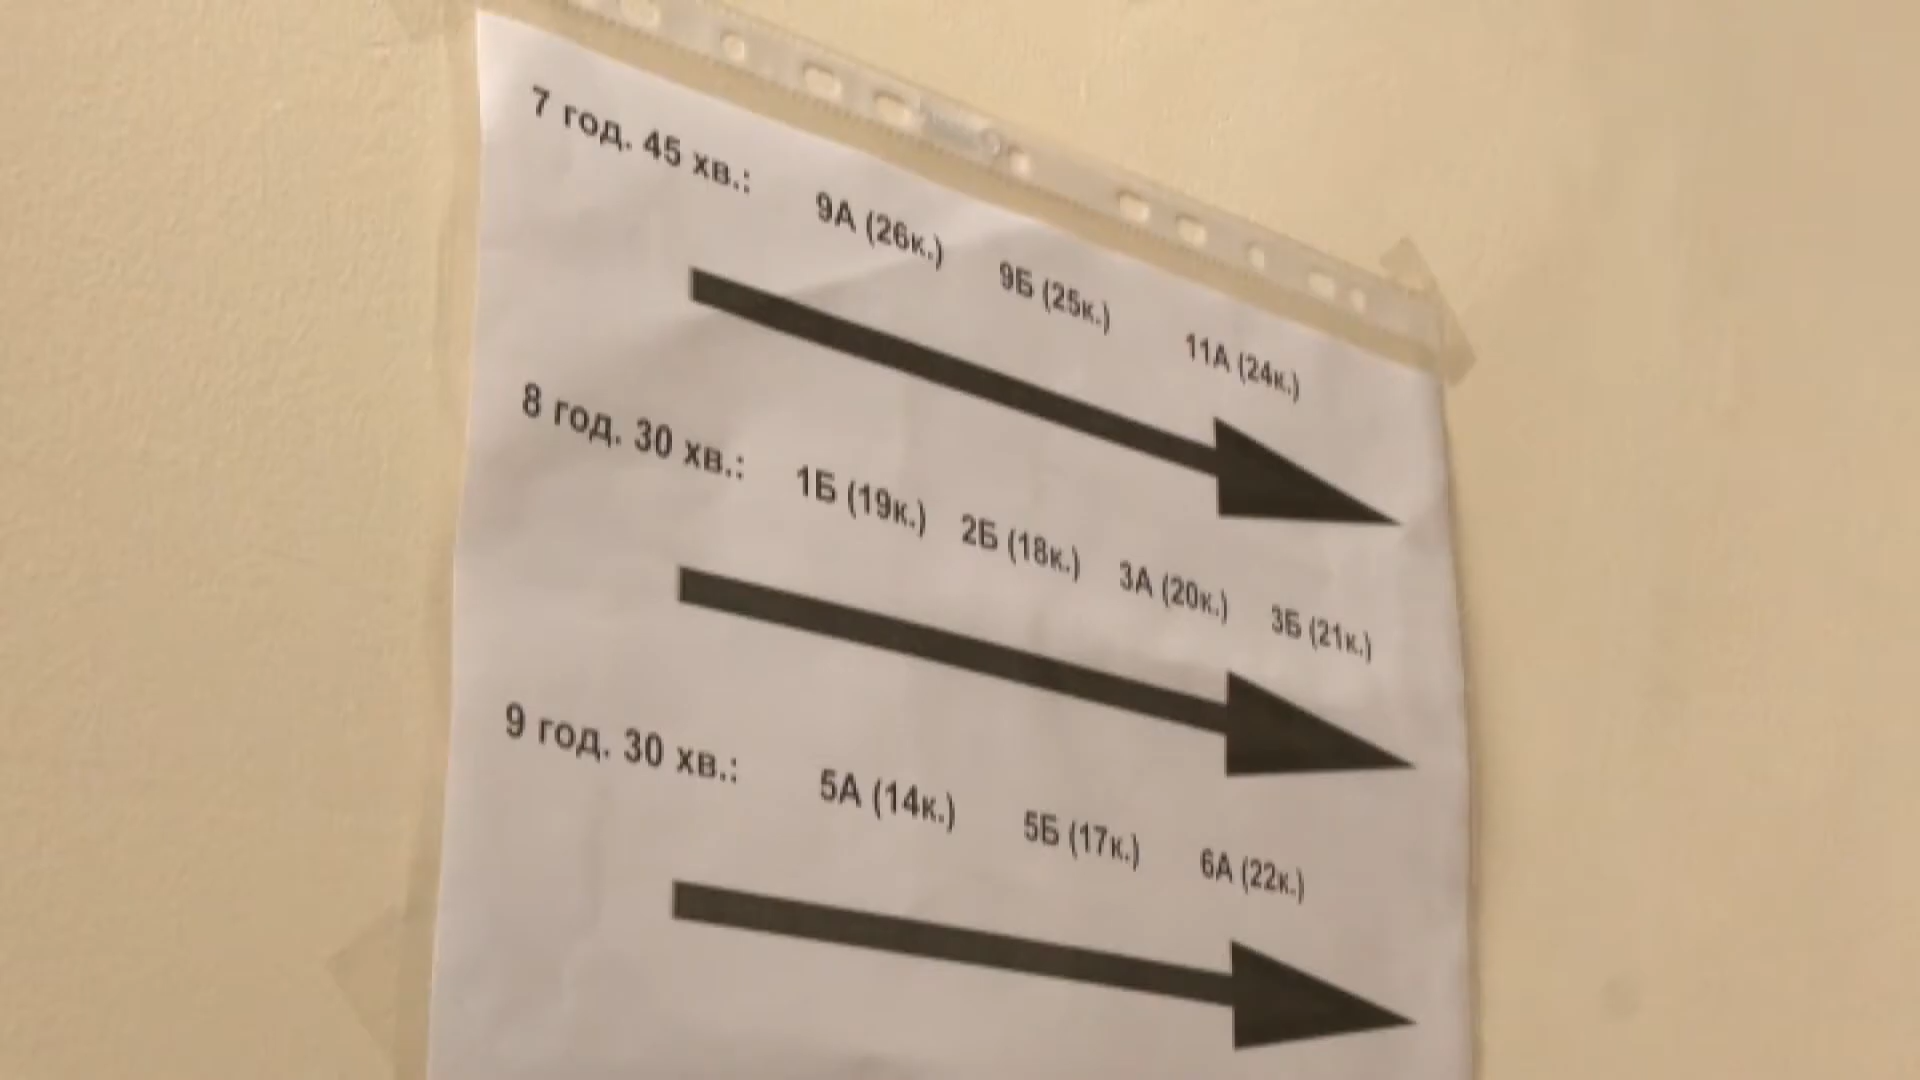 7 год. 45 хв.: 9А (26к.) 9Б (25к.) 11А (24к.)
8 год. 30 хв.: 1Б (19к.) 2Б (18к.) 3А (20к.) 3Б (21к.)
9 год. 30 хв.: 5А (14к.) 5Б (17к.) 6А (22к.)